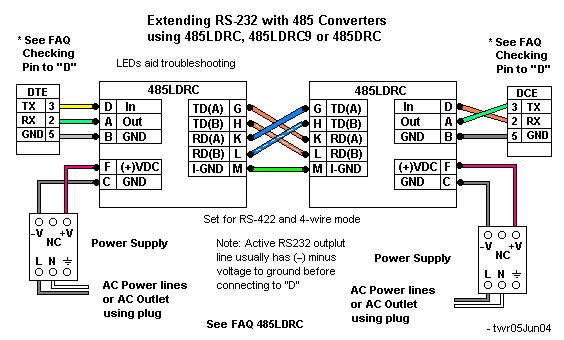 Extending RS-232 with 485 Converters
using 485LDRC, 485LDRC9 or 485DRC
* See FAQ
Checking
Pin to "D"
LEDs aid troubleshooting
* See FAQ
Checking
Pin to "D"
DTE
TX 3
RX 2
GND 5
485LDRC
D In
A Out
B GND
F (+)VDC
C GND
TD(A) G
TD(B) H
RD(A) K
RD(B) L
I-GND M
485LDRC
G TD(A)
H TD(B)
K RD(A)
L RD(B)
M I-GND
In D
Out A
GND B
(+)VDC F
GND C
DCE
3 TX
2 RX
5 GND
Set for RS-422 and 4-wire mode
–V +V
NC
L N
Power Supply
AC Power lines
or AC Outlet
using plug
Note: Active RS232 outplut
line usually has (–) minus
voltage to ground before
connecting to "D"
Power Supply
–V +V
NC
L N
AC Power lines
or AC Outlet
using plug
See FAQ 485LDRC
- twr05Jun04